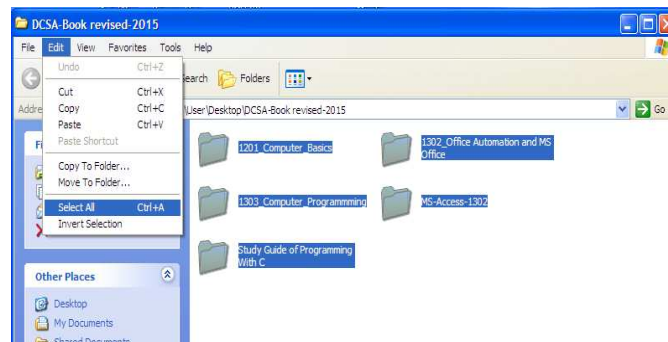 DCSA-Book revised-2015
File Edit View Favorites Tools Help
Undo Ctrl+Z
Cut Ctrl+X
Copy Ctrl+C
Paste Ctrl+V
Paste Shortcut
Copy To Folder...
Move To Folder...
Select All Ctrl+A
Invert Selection
earch Folders
Addre \User\Desktop\DCSA-Book revised-2015 Go
1201_Computer_Basics
1302_Office Automation and MS
Office
1303_Computer_Programmming
MS-Access-1302
Study Guide of Programming
With C
Other Places
Desktop
My Documents
Shared Documents